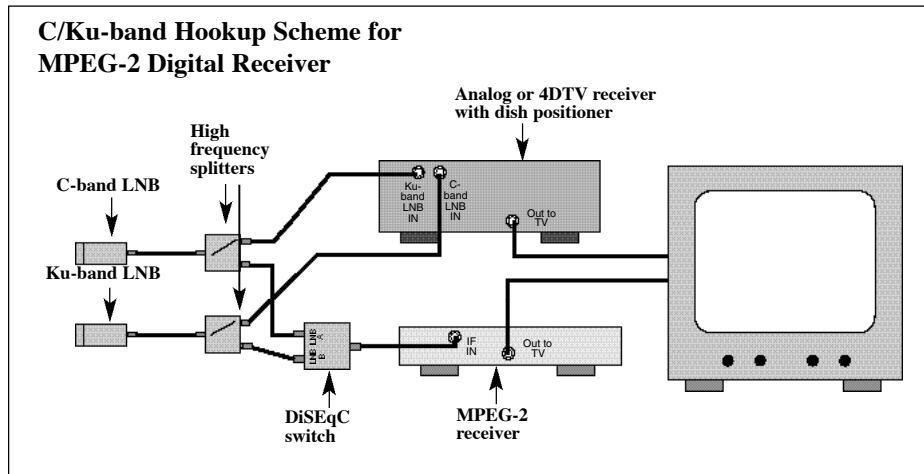 C/Ku-band Hookup Scheme for
MPEG-2 Digital Receiver
Analog or 4DTV receiver
with dish positioner
High
frequency
splitters
C-band LNB
Ku-
band
LNB
IN
C-
band
LNB
IN
Out to
TV
Ku-band LNB
LNB A
LNB B
IF
IN
Out to
TV
DiSEqC
switch
MPEG-2
receiver